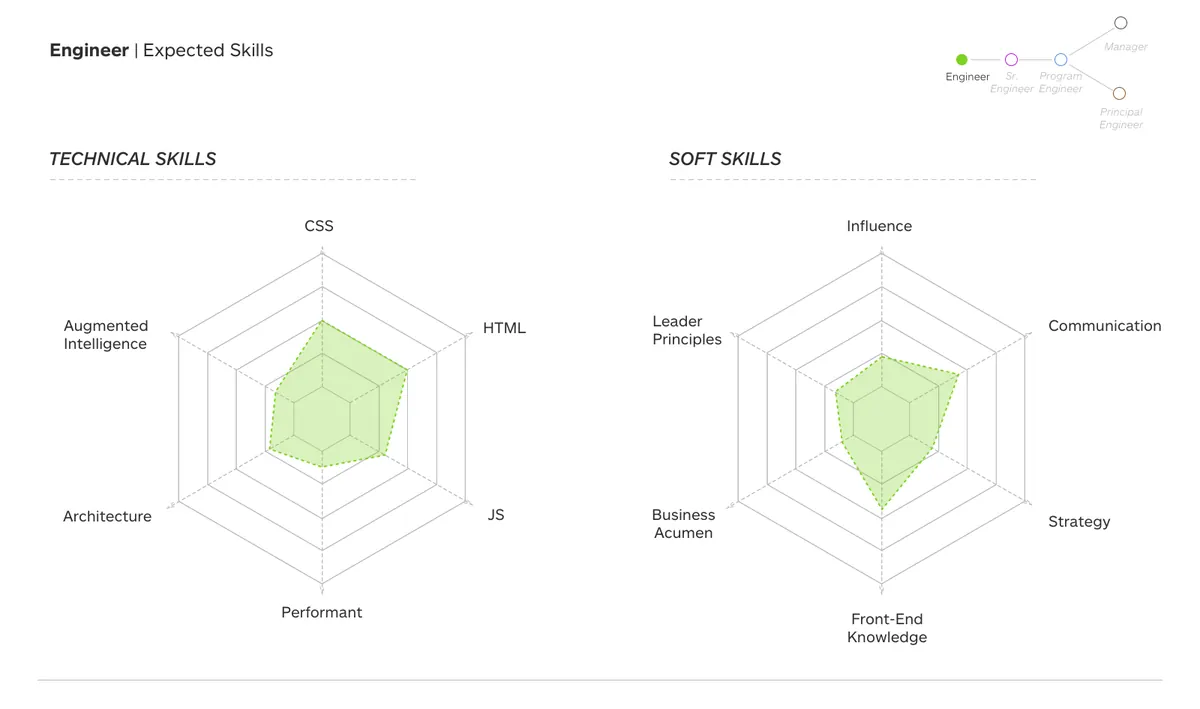 Engineer | Expected Skills
Manager
Engineer
Sr.
Engineer
Program
Engineer
Principal
Engineer
TECHNICAL SKILLS
CSS
Augmented
Intelligence
HTML
Architecture
JS
Performant
SOFT SKILLS
Influence
Leader
Principles
Communication
Business
Acumen
Strategy
Front-End
Knowledge